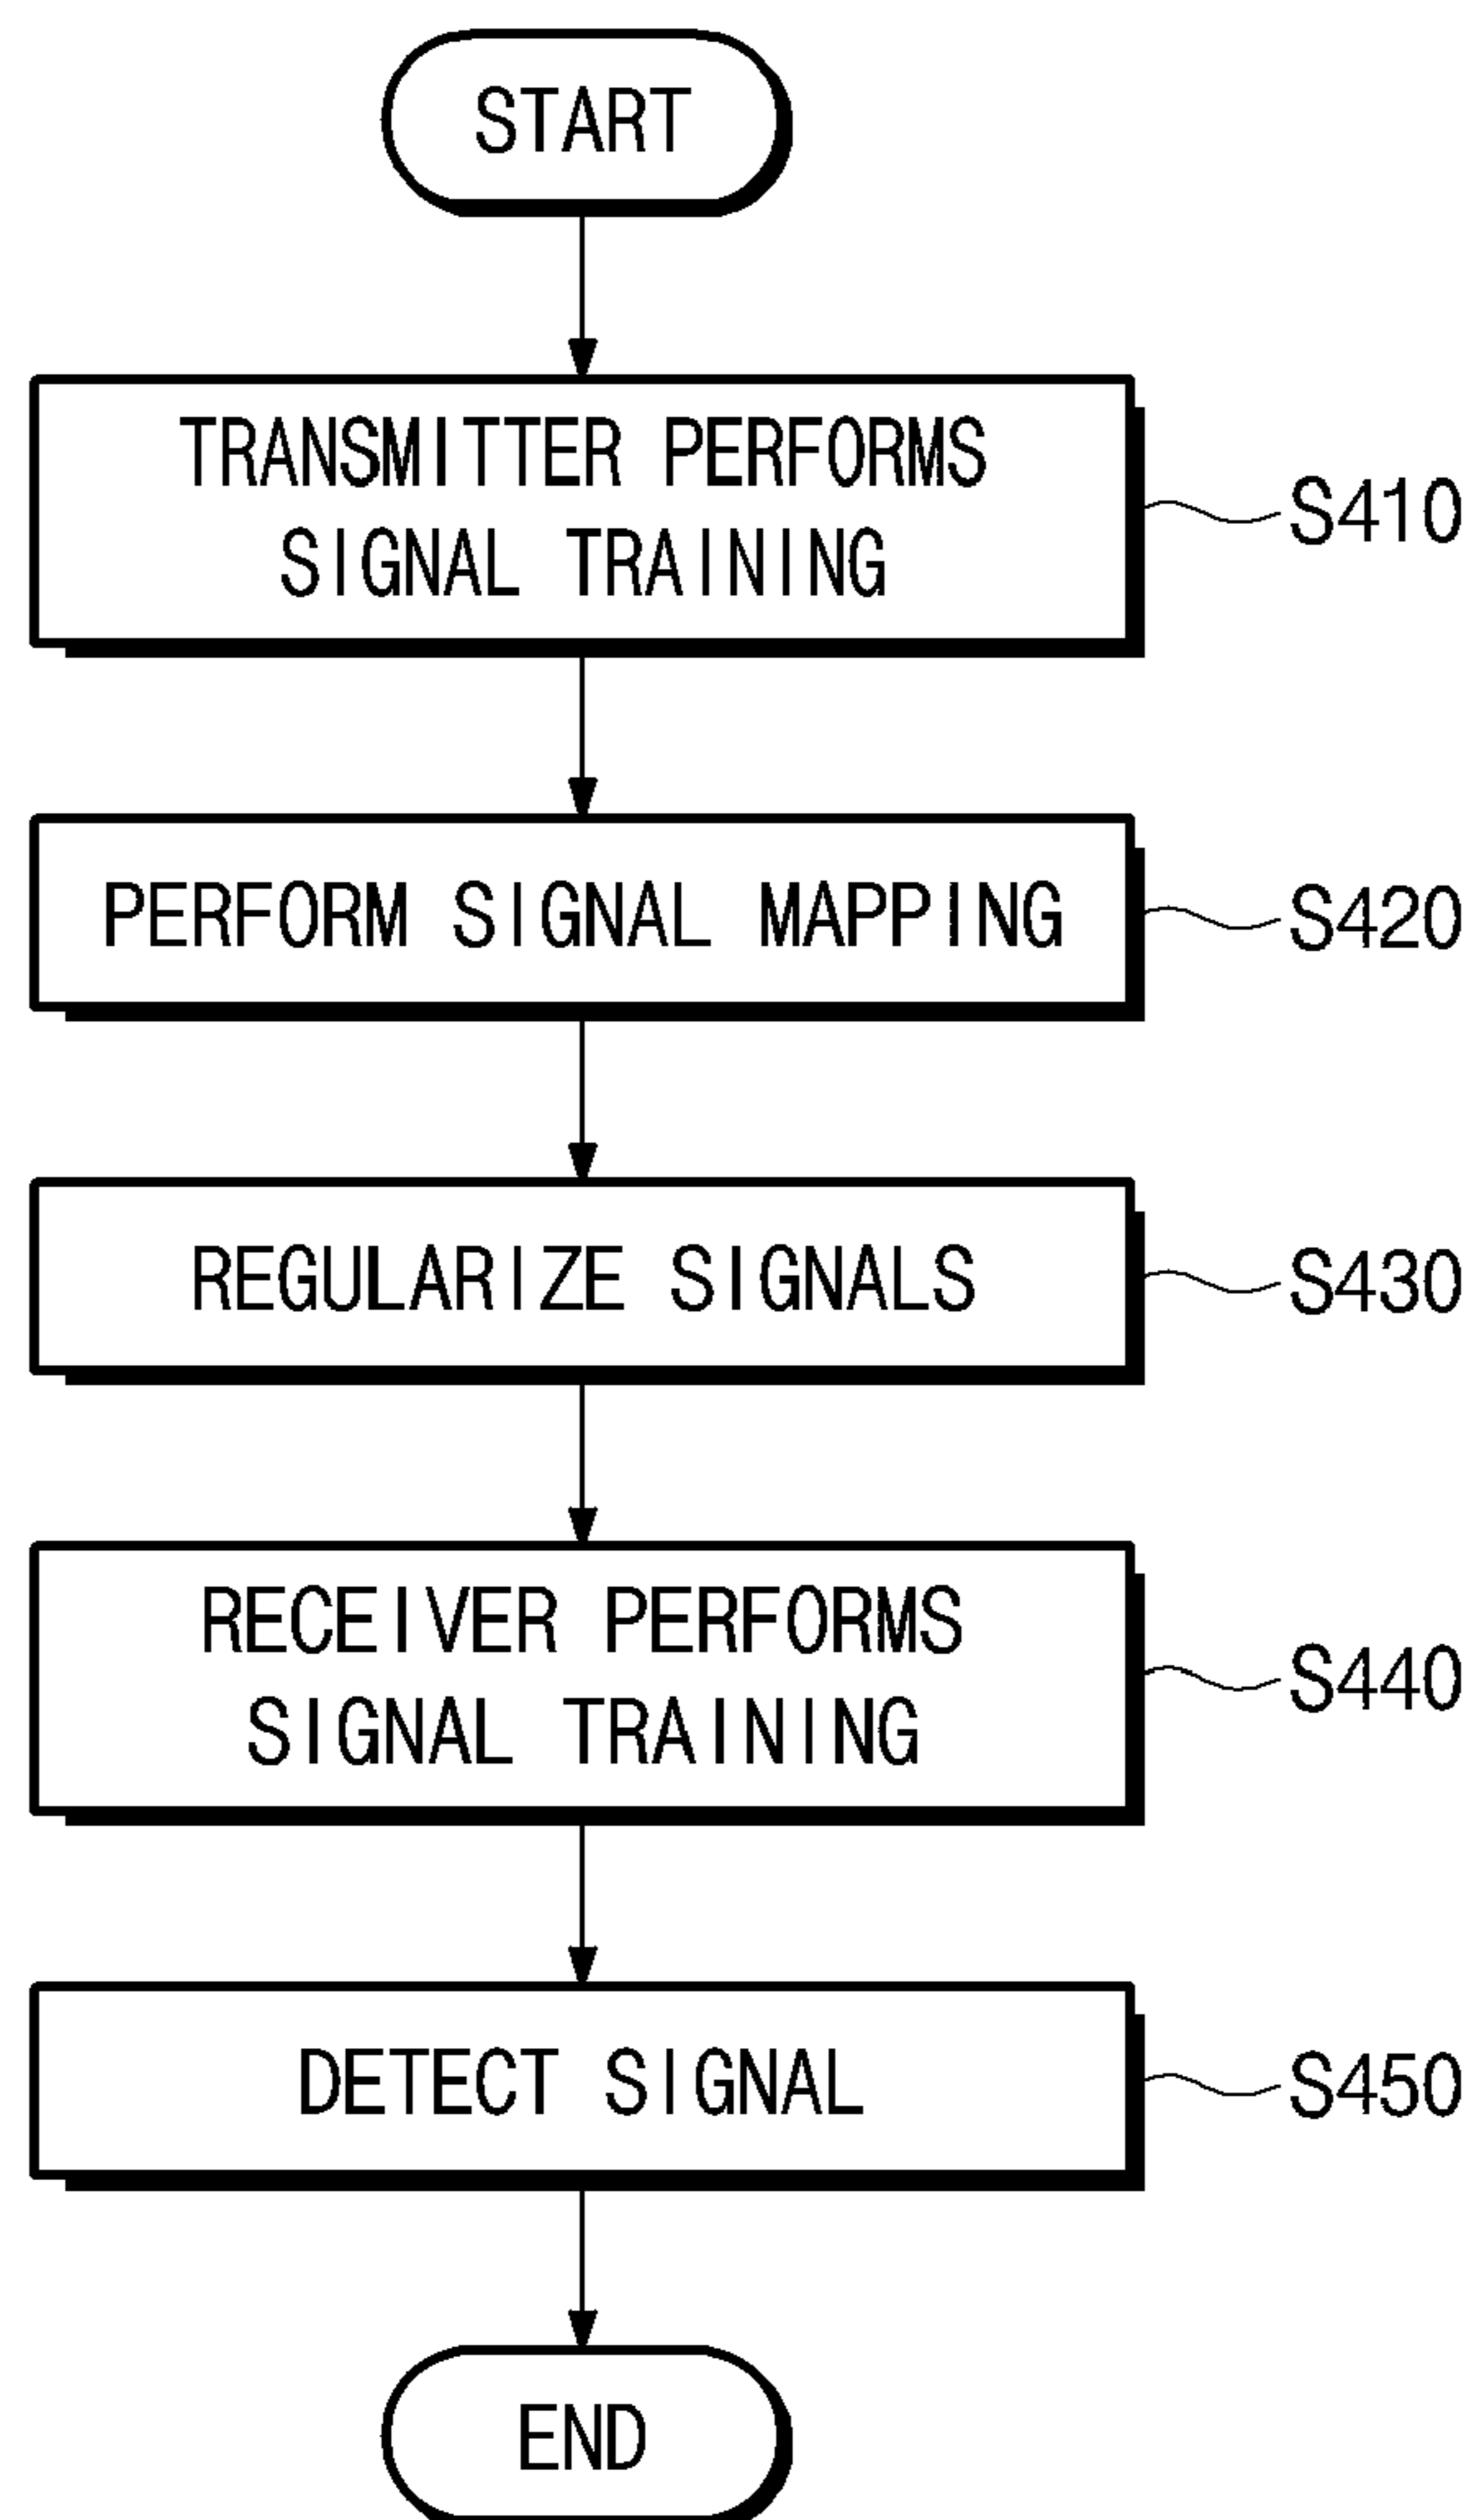 START
TRANSMITTER PERFORMS
SIGNAL TRAINING
S410
PERFORM SIGNAL MAPPING
S420
REGULARIZE SIGNALS
S430
RECEIVER PERFORMS
SIGNAL TRAINING
S440
DETECT SIGNAL
S450
END